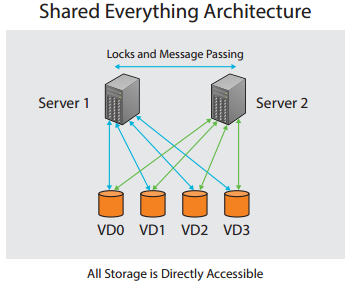 Shared Everything Architecture
Locks and Message Passing
Server 1
Server 2
VD0 VD1 VD2 VD3
All Storage is Directly Accessible